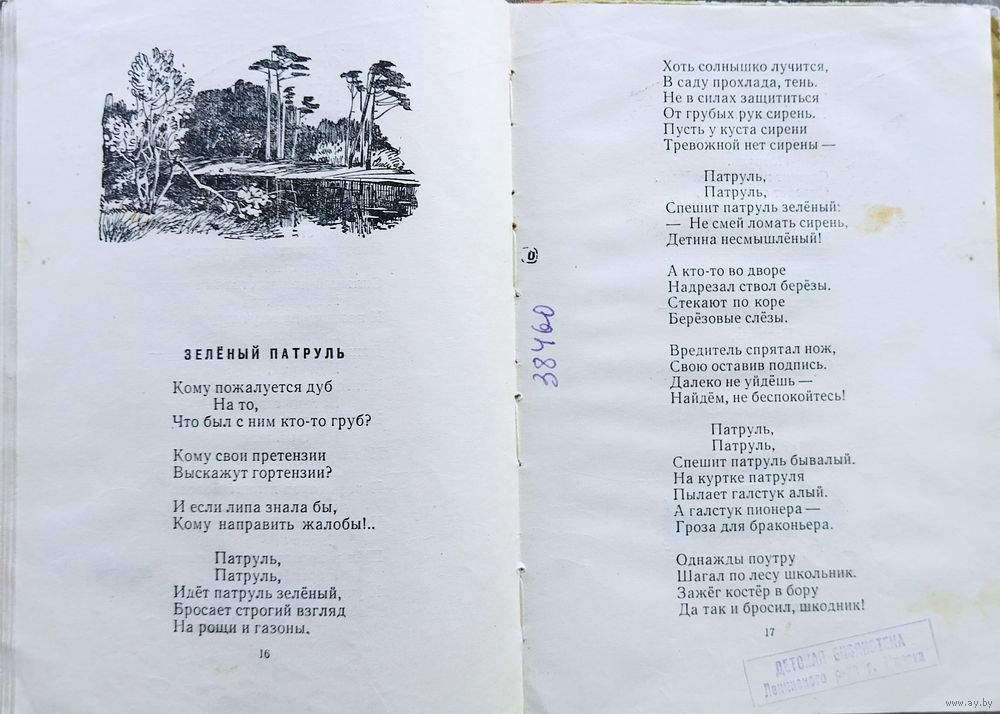 ЗЕЛЁНЫЙ ПАТРУЛЬ
Кому пожалуется дуб
На то,
Что был с ним кто-то груб?
Кому свои претензии
Выскажут гортензии?
И если липа знала бы,
Кому направить жалобы!..
Патруль,
Патруль,
Идёт патруль зелёный,
Бросает строгий взгляд
На рощи и газоны.
16
Хоть солнышко лучится,
В саду прохлада, тень.
Не в силах защититься
От грубых рук сирень.
Пусть у куста сирени
Тревожной нет сирены —
Патруль,
Патруль,
Спешит патруль зелёный:
— Не смей ломать сирень,
Детина несмышлёный!
А кто-то во дворе
Надрезал ствол берёзы.
Стекают по коре
Берёзовые слёзы.
Вредитель спрятал нож,
Свою оставив подпись.
Далеко не уйдёшь —
Найдём, не беспокойтесь!
Патруль,
Патруль,
Спешит патруль бывалый.
На куртке патруля
Пылает галстук алый.
А галстук пионера —
Гроза для браконьера.
Однажды поутру
Шагал по лесу школьник.
Зажёг костёр в бору
Да так и бросил, шкодник!
17
38460
ДЕТСКАЯ БИБЛИОТЕКА
Ленинского г.
www.ay.by